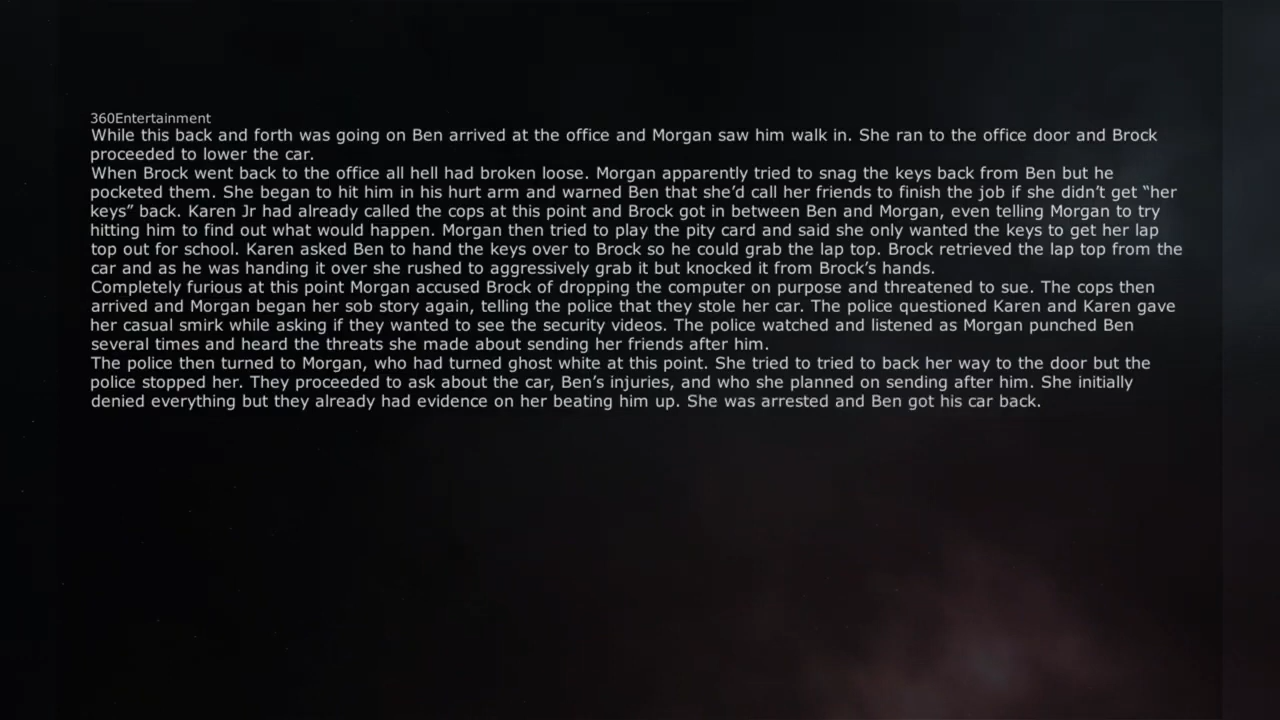 360Entertainment
While this back and forth was going on Ben arrived at the office and Morgan saw him walk in. She ran to the office door and Brock
proceeded to lower the car.
When Brock went back to the office all hell had broken loose. Morgan apparently tried to snag the keys back from Ben but he
pocketed them. She began to hit him in his hurt arm and warned Ben that she’d call her friends to finish the job if she didn’t get “her
keys” back. Karen Jr had already called the cops at this point and Brock got in between Ben and Morgan, even telling Morgan to try
hitting him to find out what would happen. Morgan then tried to play the pity card and said she only wanted the keys to get her lap
top out for school. Karen asked Ben to hand the keys over to Brock so he could grab the lap top. Brock retrieved the lap top from the
car and as he was handing it over she rushed to aggressively grab it but knocked it from Brock’s hands.
Completely furious at this point Morgan accused Brock of dropping the computer on purpose and threatened to sue. The cops then
arrived and Morgan began her sob story again, telling the police that they stole her car. The police questioned Karen and Karen gave
her casual smirk while asking if they wanted to see the security videos. The police watched and listened as Morgan punched Ben
several times and heard the threats she made about sending her friends after him.
The police then turned to Morgan, who had turned ghost white at this point. She tried to tried to back her way to the door but the
police stopped her. They proceeded to ask about the car, Ben’s injuries, and who she planned on sending after him. She initially
denied everything but they already had evidence on her beating him up. She was arrested and Ben got his car back.